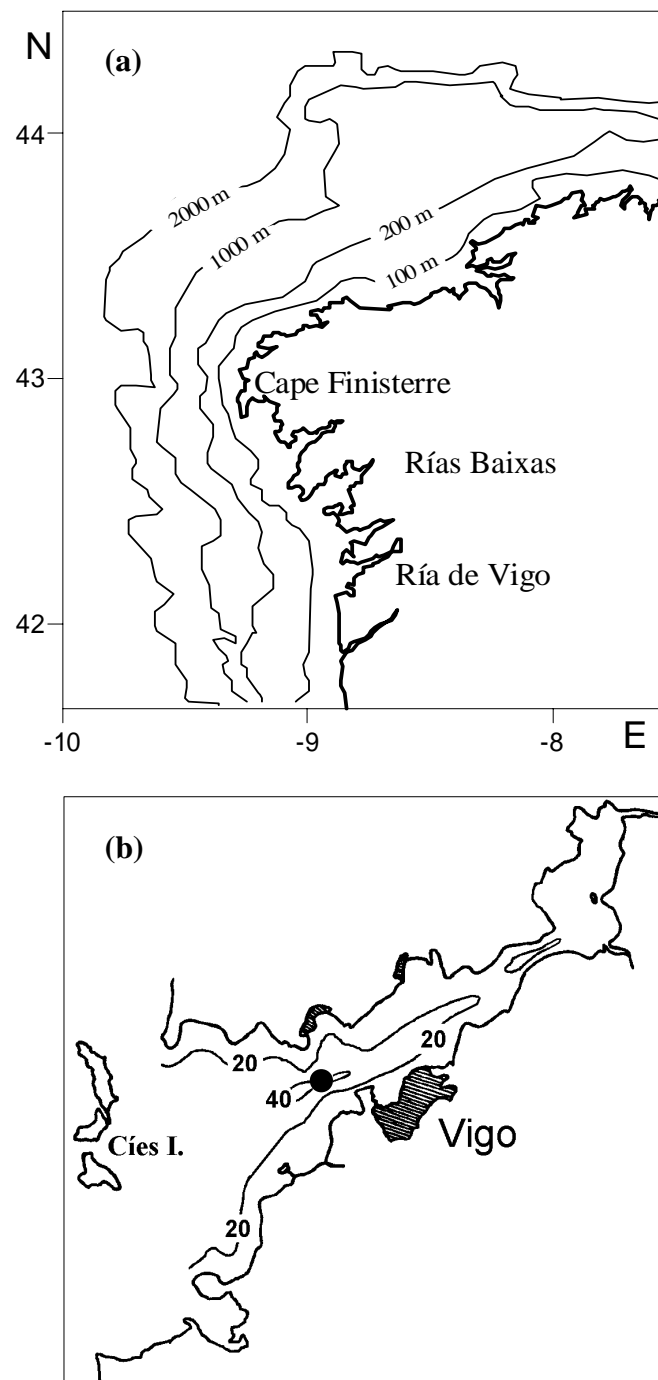 N
(a)
44
2000 m
1000 m
200 m
100 m
43
Cape Finisterre
Rías Baixas
Ría de Vigo
42
-10
-9
-8
E
(b)
20
20
40
Vigo
Cíes I.
20